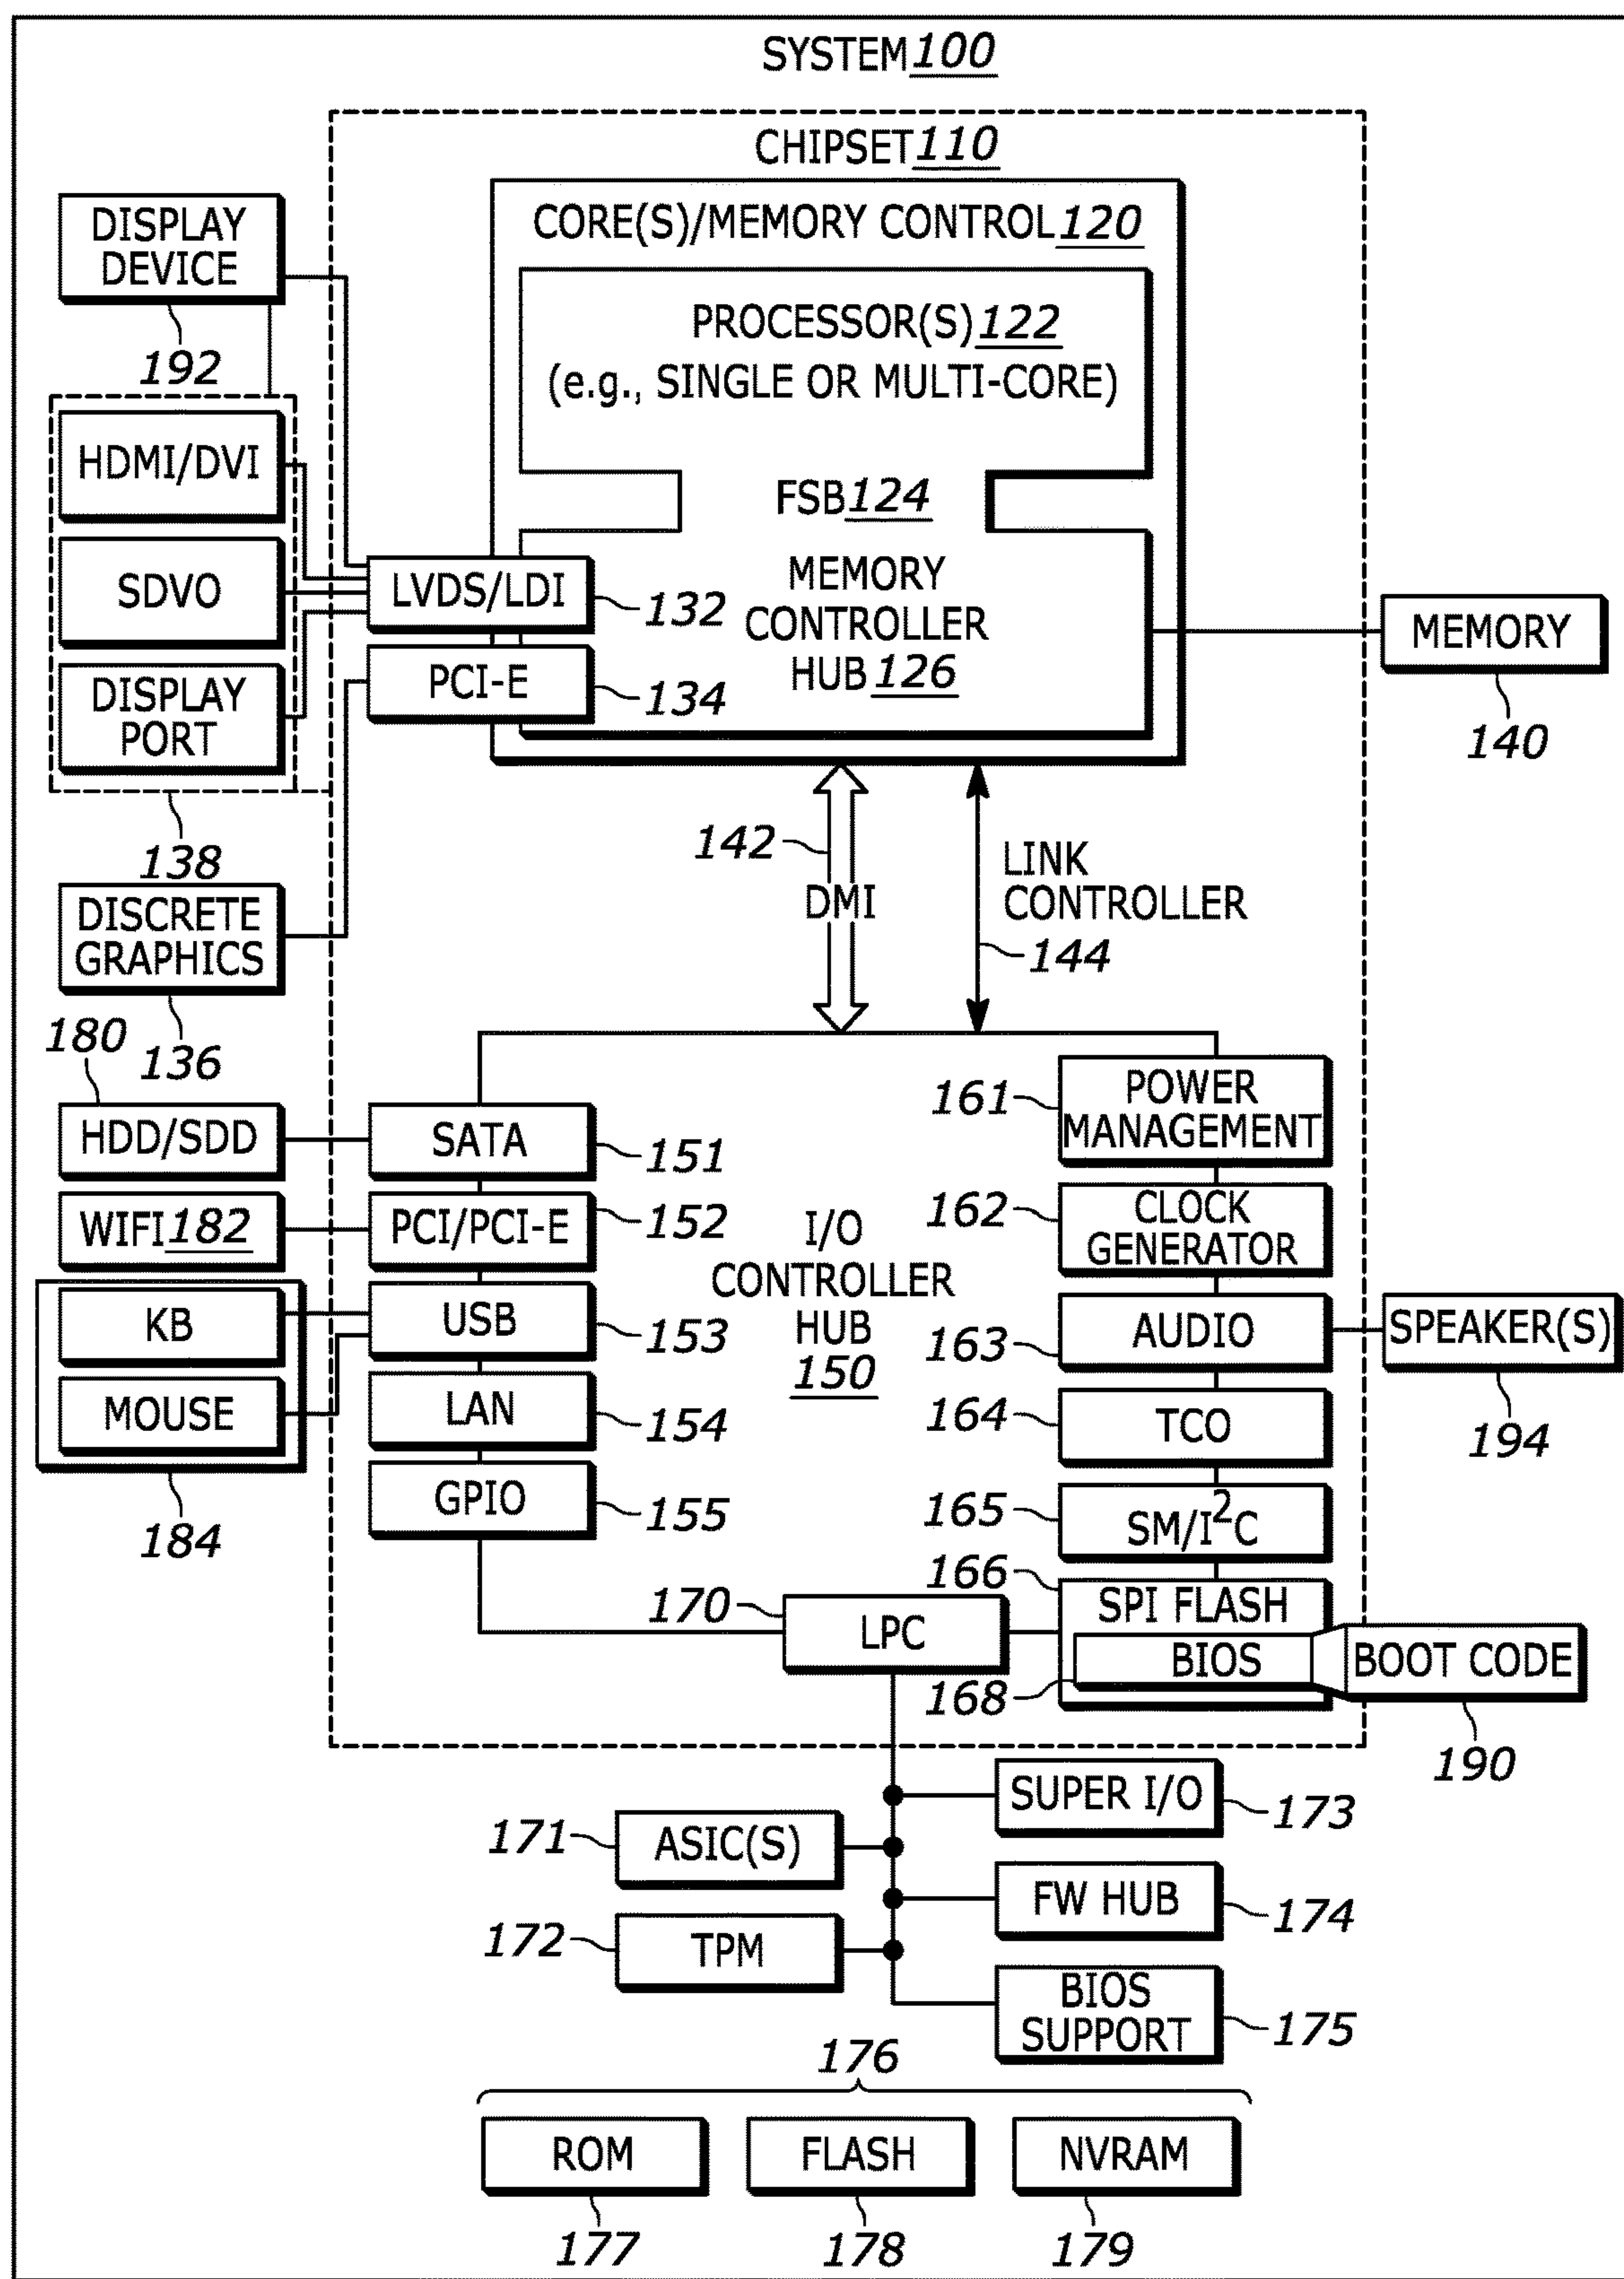 SYSTEM 100
CHIPSET 110
CORE(S)/MEMORY CONTROL 120
PROCESSOR(S) 122
(e.g., SINGLE OR MULTI-CORE)
FSB 124
MEMORY
CONTROLLER
HUB 126
DISPLAY
DEVICE
192
HDMI/DVI
SDVO
DISPLAY
PORT
138
LVDS/LDI
132
PCI-E
134
MEMORY
140
DISCRETE
GRAPHICS
136
142
DMI
LINK
CONTROLLER
144
180
HDD/SDD
WIFI 182
KB
MOUSE
184
SATA
151
PCI/PCI-E
152
USB
153
LAN
154
GPIO
155
I/O
CONTROLLER
HUB
150
161
POWER
MANAGEMENT
162
CLOCK
GENERATOR
163
AUDIO
SPEAKER(S)
194
164
TCO
165
SM/I²C
166
SPI FLASH
168
BIOS
BOOT CODE
190
170
LPC
171
ASIC(S)
172
TPM
SUPER I/O
173
FW HUB
174
BIOS
SUPPORT
175
176
ROM
177
FLASH
178
NVRAM
179